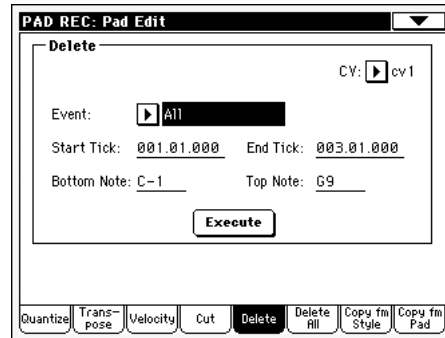 PAD REC: Pad Edit
Delete
CV: cv1
Event: All
Start Tick: 001.01.000 End Tick: 003.01.000
Bottom Note: C-1 Top Note: G9
Execute
Quantize Trans-pose Velocity Cut Delete Delete All Copy fm Style Copy fm Pad